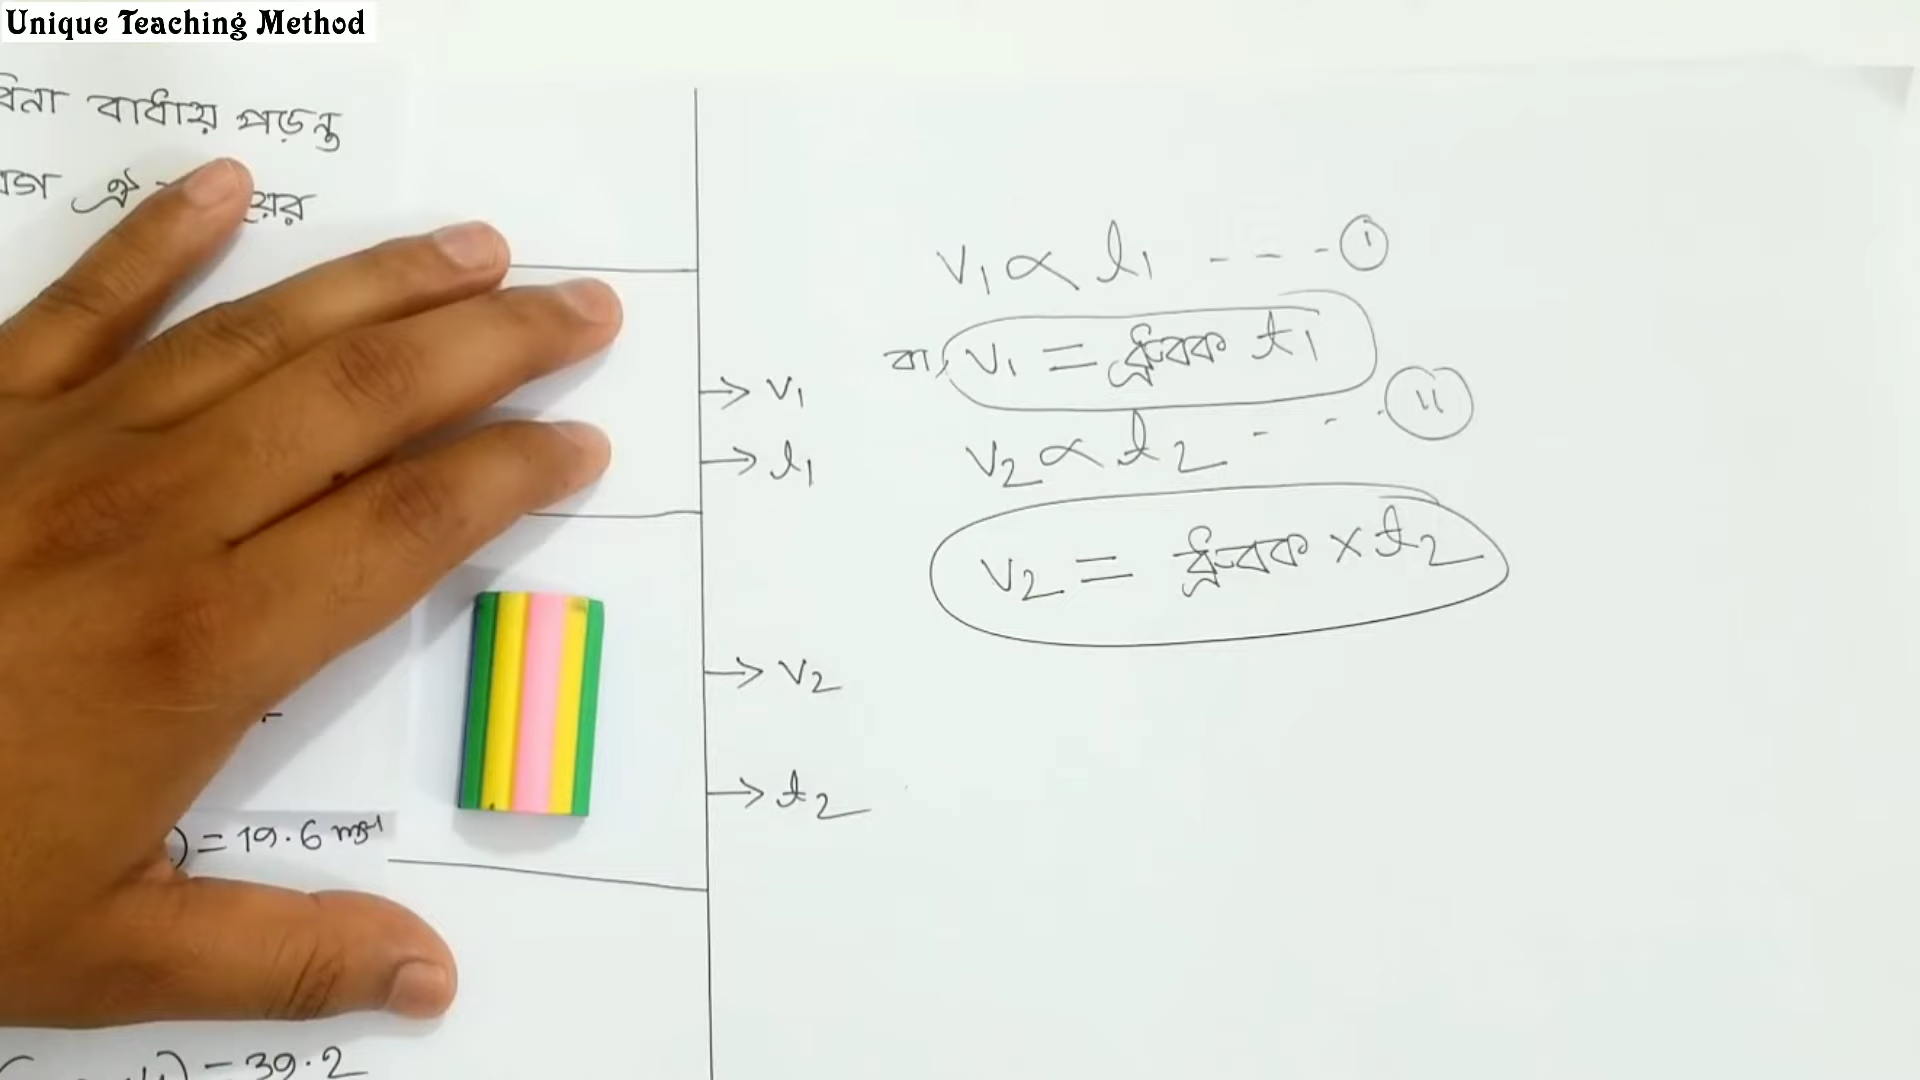 Unique Teaching Method
বিনা বাধায় পড়ন্ত
ঐ
) = 19.6 ms⁻¹
= 39.2
→ v₁
→ t₁
→ v₂
→ t₂
v₁ ∝ t₁ - - - (i)
বা, v₁ = ধ্রুবক t₁
v₂ ∝ t₂ - - - (ii)
v₂ = ধ্রুবক × t₂